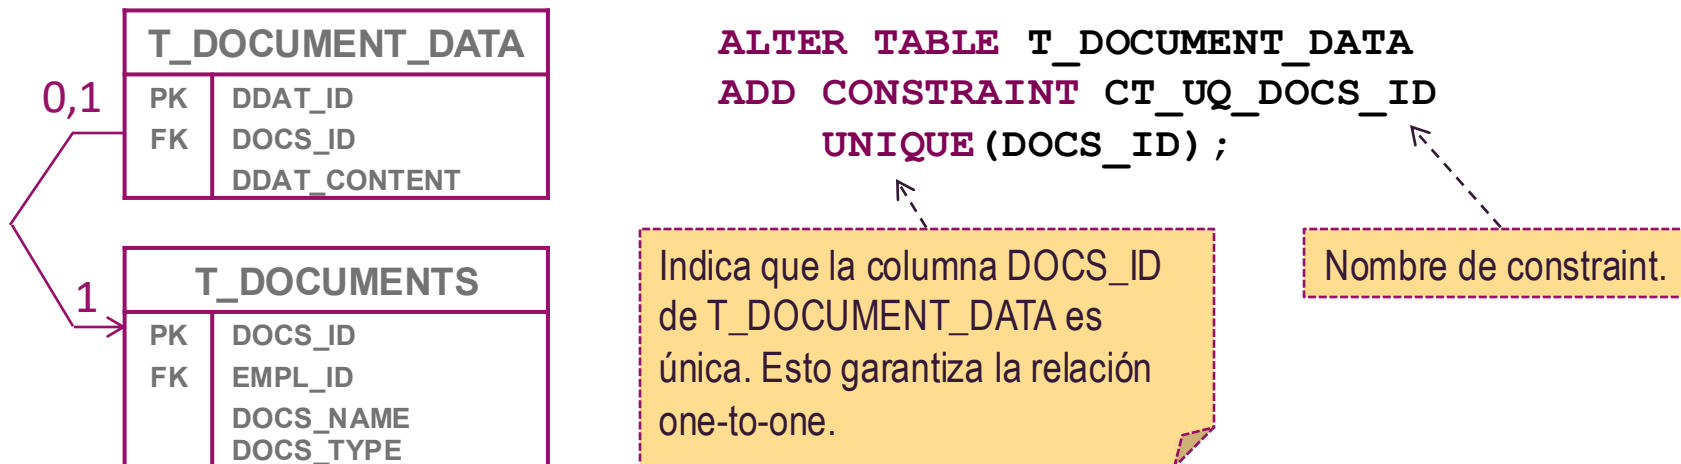 T_DOCUMENT_DATA
0,1
PK DDAT_ID
FK DOCS_ID
DDAT_CONTENT
T_DOCUMENTS
1
PK DOCS_ID
FK EMPL_ID
DOCS_NAME
DOCS_TYPE
ALTER TABLE T_DOCUMENT_DATA
ADD CONSTRAINT CT_UQ_DOCS_ID
UNIQUE(DOCS_ID);
Indica que la columna DOCS_ID
de T_DOCUMENT_DATA es
única. Esto garantiza la relación
one-to-one.
Nombre de constraint.